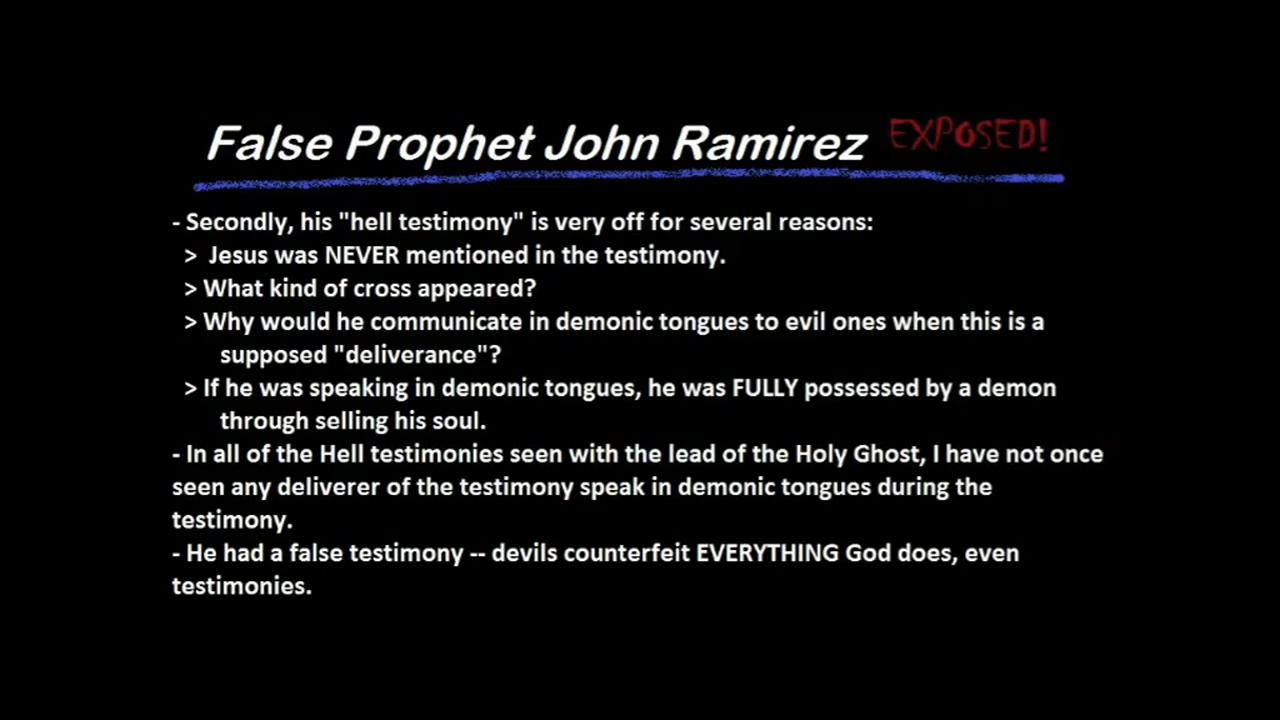 False Prophet John Ramirez EXPOSED!
- Secondly, his "hell testimony" is very off for several reasons:
> Jesus was NEVER mentioned in the testimony.
> What kind of cross appeared?
> Why would he communicate in demonic tongues to evil ones when this is a
supposed "deliverance"?
> If he was speaking in demonic tongues, he was FULLY possessed by a demon
through selling his soul.
- In all of the Hell testimonies seen with the lead of the Holy Ghost, I have not once
seen any deliverer of the testimony speak in demonic tongues during the
testimony.
- He had a false testimony -- devils counterfeit EVERYTHING God does, even
testimonies.